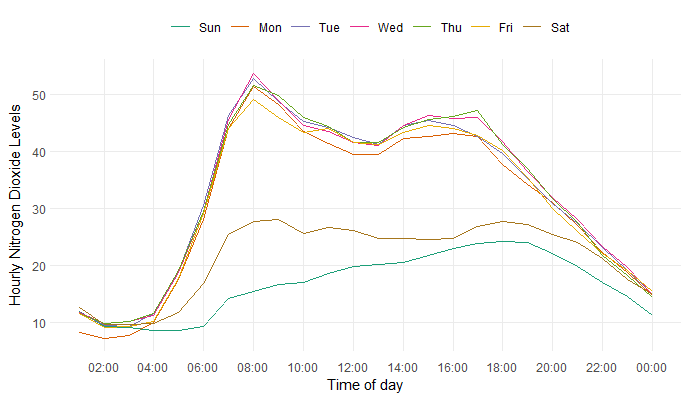 Sun Mon Tue Wed Thu Fri Sat
50
40
30
20
10
Hourly Nitrogen Dioxide Levels
02:00 04:00 06:00 08:00 10:00 12:00 14:00 16:00 18:00 20:00 22:00 00:00
Time of day